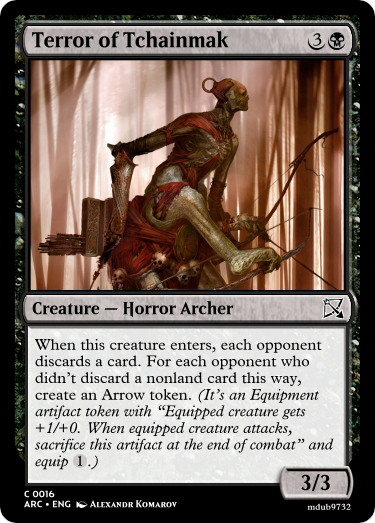 Terror of Tchainmak 3
Creature — Horror Archer
When this creature enters, each opponent
discards a card. For each opponent who
didn't discard a nonland card this way,
create an Arrow token. (It's an Equipment
artifact token with “Equipped creature gets
+1/+0. When equipped creature attacks,
sacrifice this artifact at the end of combat” and
equip 1.)
3/3
C 0016
ARC • ENG Alexandr Komarov
mdub9732